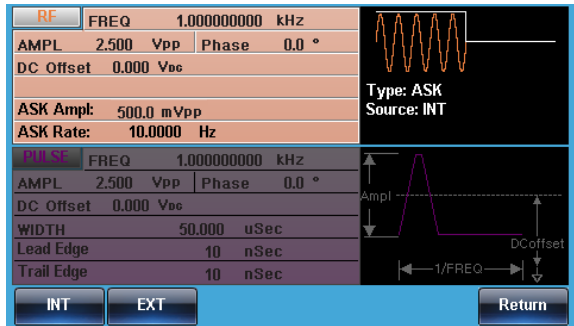 RF FREQ 1.000000000 kHz
AMPL 2.500 Vpp Phase 0.0 °
DC Offset 0.000 VDC
ASK Ampl: 500.0 mVpp
ASK Rate: 10.0000 Hz
Type: ASK
Source: INT
PULSE FREQ 1.000000000 kHz
AMPL 2.500 Vpp Phase 0.0 °
DC Offset 0.000 VDC
WIDTH 50.000 uSec
Lead Edge 10 nSec
Trail Edge 10 nSec
Ampl
DCoffset
1/FREQ
INT EXT Return